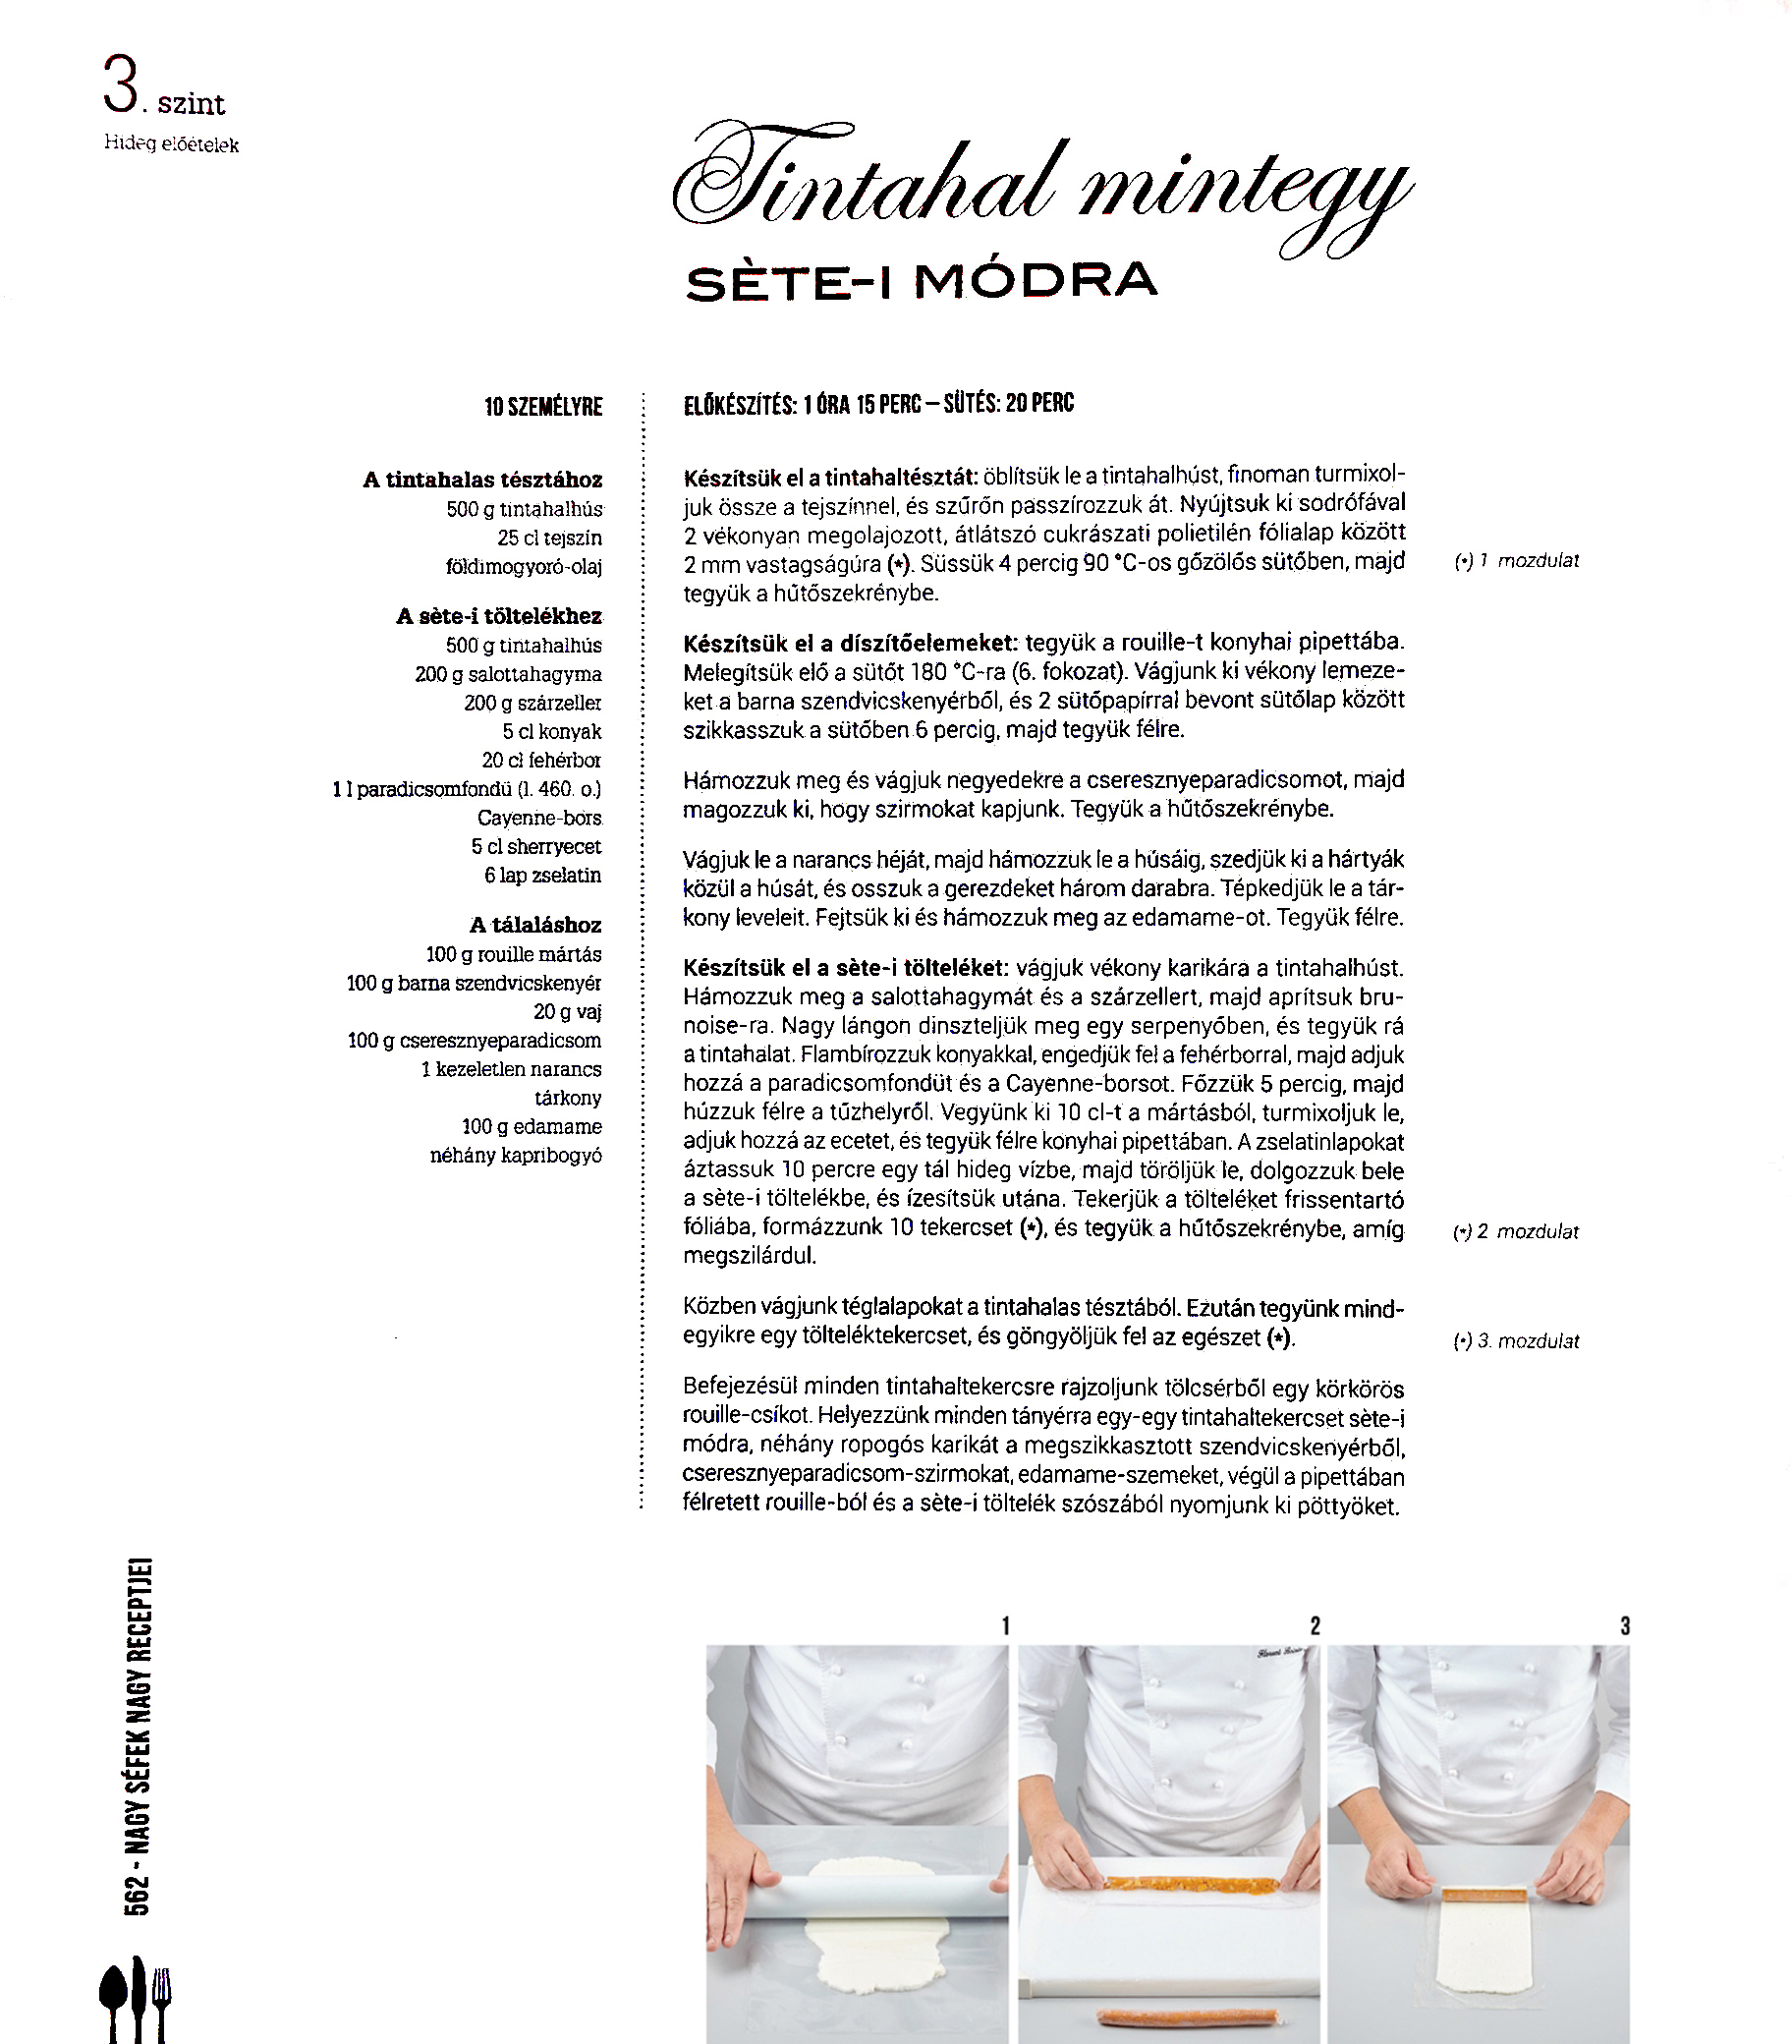 3. szint
Hideg előételek
Tintahal mintegy
SÈTE-I MÓDRA
10 SZEMÉLYRE
A tintahalas tésztához
500 g tintahalhús
25 cl tejszín
földimogyoró-olaj
A sète-i töltelékhez
500 g tintahalhús
200 g salottahagyma
200 g szárzeller
5 cl konyak
20 cl fehérbor
1 l paradicsomfondü (l. 460. o.)
Cayenne-bors
5 cl sherryecet
6 lap zselatin
A tálaláshoz
100 g rouille mártás
100 g barna szendvicskenyér
20 g vaj
100 g cseresznyeparadicsom
1 kezeletlen narancs
tárkony
100 g edamame
néhány kapribogyó
ELŐKÉSZÍTÉS: 1 ÓRA 15 PERC – SÜTÉS: 20 PERC
Készítsük el a tintahaltésztát: öblítsük le a tintahalhúst, finoman turmixol-
juk össze a tejszínnel, és szűrőn passzírozzuk át. Nyújtsuk ki sodrófával
2 vékonyan megolajozott, átlátszó cukrászati polietilén fólialap között
2 mm vastagságúra (*). Süssük 4 percig 90 °C-os gőzölős sütőben, majd
tegyük a hűtőszekrénybe.
(*) 1 mozdulat
Készítsük el a díszítőelemeket: tegyük a rouille-t konyhai pipettába.
Melegítsük elő a sütőt 180 °C-ra (6. fokozat). Vágjunk ki vékony lemeze-
ket a barna szendvicskenyérből, és 2 sütőpapírral bevont sütőlap között
szikkasszuk a sütőben 6 percig, majd tegyük félre.
Hámozzuk meg és vágjuk negyedekre a cseresznyeparadicsomot, majd
magozzuk ki, hogy szirmokat kapjunk. Tegyük a hűtőszekrénybe.
Vágjuk le a narancs héját, majd hámozzuk le a húsáig, szedjük ki a hártyák
közül a húsát, és osszuk a gerezdeket három darabra. Tépkedjük le a tár-
kony leveleit. Fejtsük ki és hámozzuk meg az edamame-ot. Tegyük félre.
Készítsük el a sète-i tölteléket: vágjuk vékony karikára a tintahalhúst.
Hámozzuk meg a salottahagymát és a szárzellert, majd aprítsuk bru-
noise-ra. Nagy lángon dinszteljük meg egy serpenyőben, és tegyük rá
a tintahalat. Flambírozzuk konyakkal, engedjük fel a fehérborral, majd adjuk
hozzá a paradicsomfondüt és a Cayenne-borsot. Főzzük 5 percig, majd
húzzuk félre a tűzhelyről. Vegyünk ki 10 cl-t a mártásból, turmixoljuk le,
adjuk hozzá az ecetet, és tegyük félre konyhai pipettában. A zselatinlapokat
áztassuk 10 percre egy tál hideg vízbe, majd töröljük le, dolgozzuk bele
a sète-i töltelékbe, és ízesítsük utána. Tekerjük a tölteléket frissentartó
fóliába, formázzunk 10 tekercset (*), és tegyük a hűtőszekrénybe, amíg
megszilárdul.
(*) 2 mozdulat
Közben vágjunk téglalapokat a tintahalas tésztából. Ezután tegyünk mind-
egyikre egy tölteléktekercset, és göngyöljük fel az egészet (*).
(*) 3. mozdulat
Befejezésül minden tintahaltekercsre rajzoljunk tölcsérből egy körkörös
rouille-csíkot. Helyezzünk minden tányérra egy-egy tintahaltekercset sète-i
módra, néhány ropogós karikát a megszikkasztott szendvicskenyérből,
cseresznyeparadicsom-szirmokat, edamame-szemeket, végül a pipettában
félretett rouille-ból és a sète-i töltelék szószából nyomjunk ki pöttyöket.
1
2
3
562 - NAGY SÉFEK NAGY RECEPTJEI